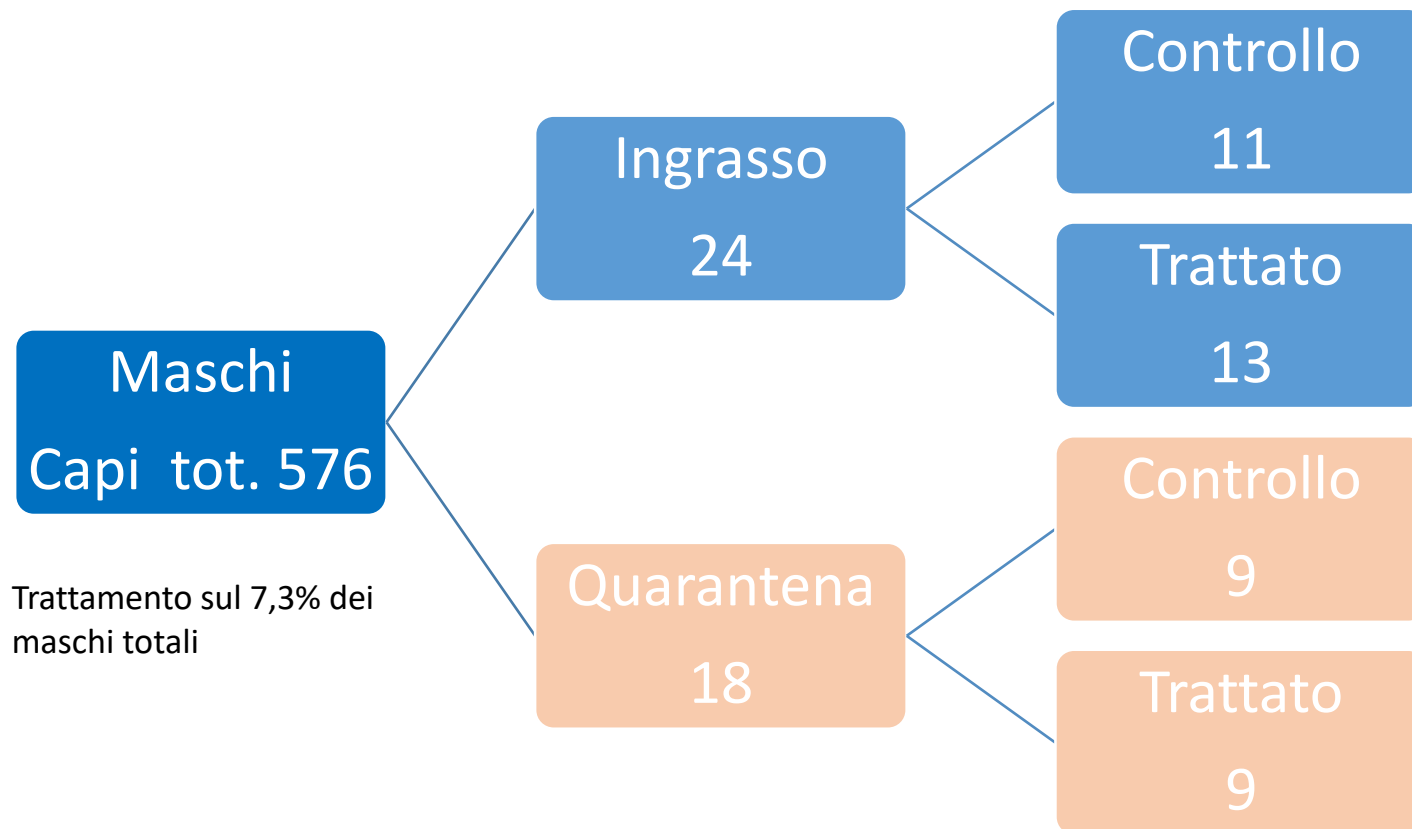 Maschi
Capi  tot. 576
Trattamento sul 7,3% dei
maschi totali
Ingrasso
24
Controllo
11
Trattato
13
Quarantena
18
Controllo
9
Trattato
9